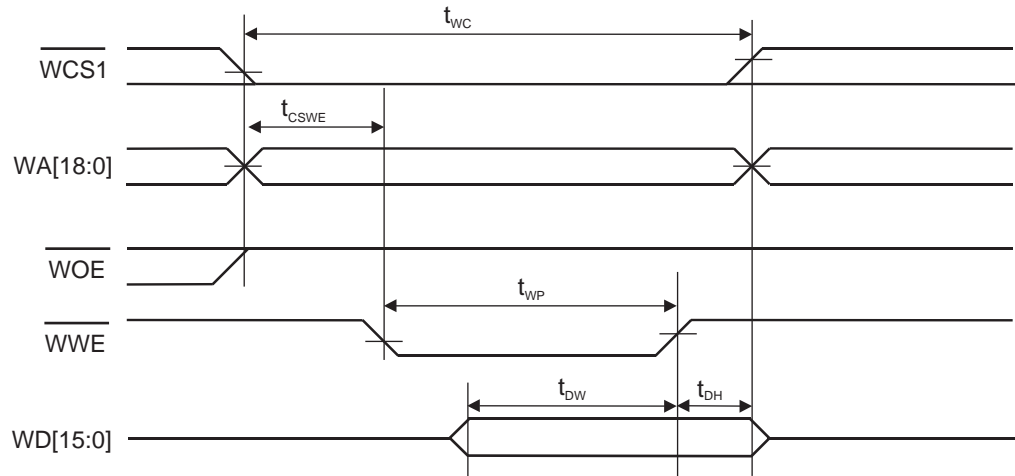 tWC
WCS1
tCSWE
WA[18:0]
WOE
tWP
WWE
tDW
tDH
WD[15:0]